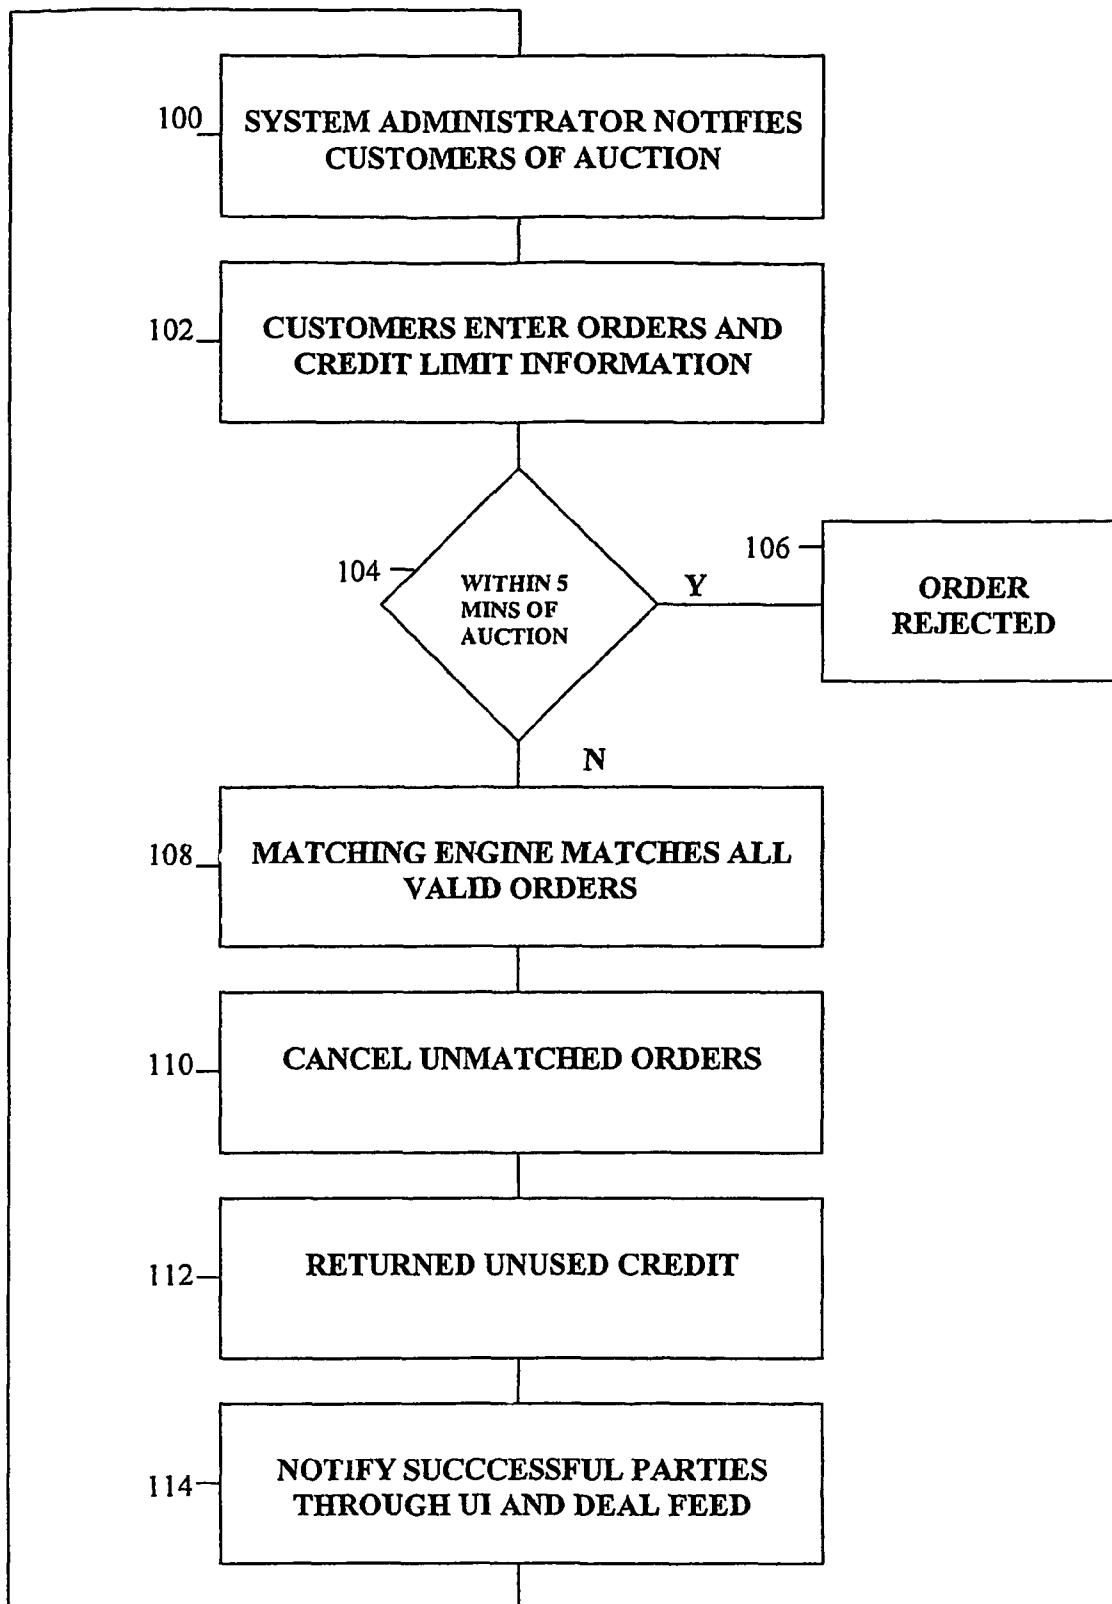 100
SYSTEM ADMINISTRATOR NOTIFIES
CUSTOMERS OF AUCTION
102
CUSTOMERS ENTER ORDERS AND
CREDIT LIMIT INFORMATION
104
WITHIN 5
MINS OF
AUCTION
Y
106
ORDER
REJECTED
N
108
MATCHING ENGINE MATCHES ALL
VALID ORDERS
110
CANCEL UNMATCHED ORDERS
112
RETURNED UNUSED CREDIT
114
NOTIFY SUCCCESSFUL PARTIES
THROUGH UI AND DEAL FEED